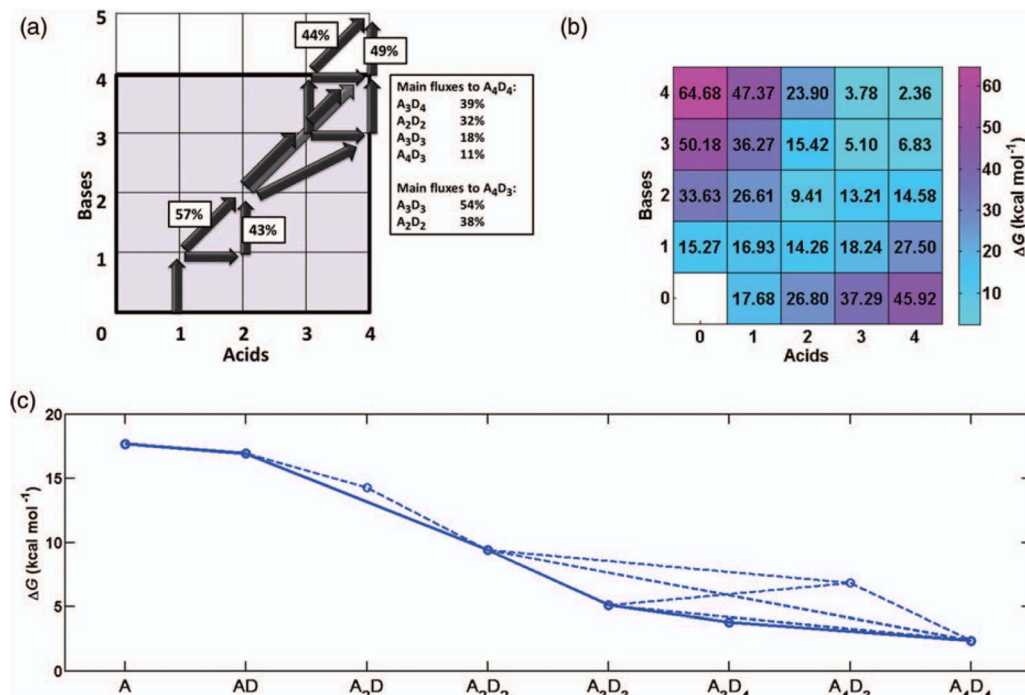 (a)
5
4
3
2
1
0
Bases
1
2
3
4
Acids
44%
49%
57%
43%
Main fluxes to A₄D₄:
A₃D₄ 39%
A₂D₂ 32%
A₃D₃ 18%
A₄D₃ 11%
Main fluxes to A₄D₃:
A₃D₃ 54%
A₂D₂ 38%
(b)
4 64.68 47.37 23.90 3.78 2.36
3 50.18 36.27 15.42 5.10 6.83
2 33.63 26.61 9.41 13.21 14.58
1 15.27 16.93 14.26 18.24 27.50
0 17.68 26.80 37.29 45.92
Bases
0 1 2 3 4
Acids
60
50
40
30
20
10
ΔG (kcal mol⁻¹)
(c)
20
15
10
5
0
ΔG (kcal mol⁻¹)
A AD A₂D A₂D₂ A₃D₃ A₃D₄ A₄D₃ A₄D₄